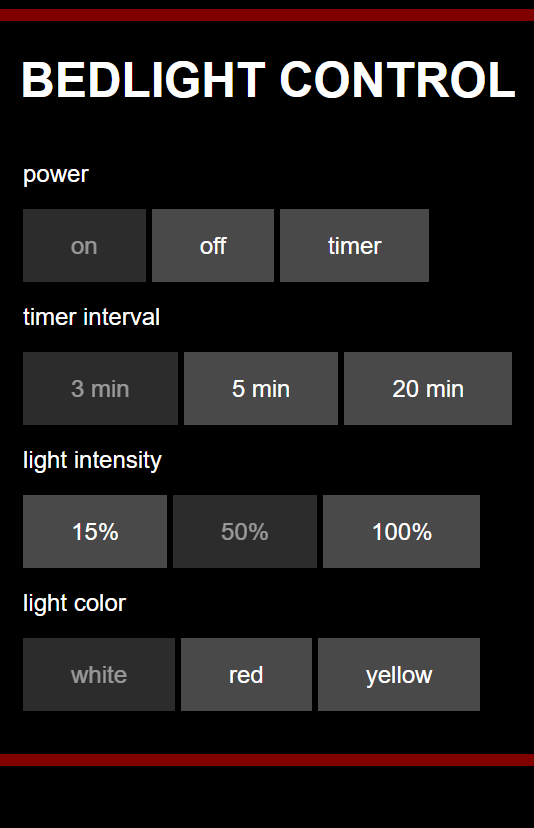 BEDLIGHT CONTROL
power
on off timer
timer interval
3 min 5 min 20 min
light intensity
15% 50% 100%
light color
white red yellow